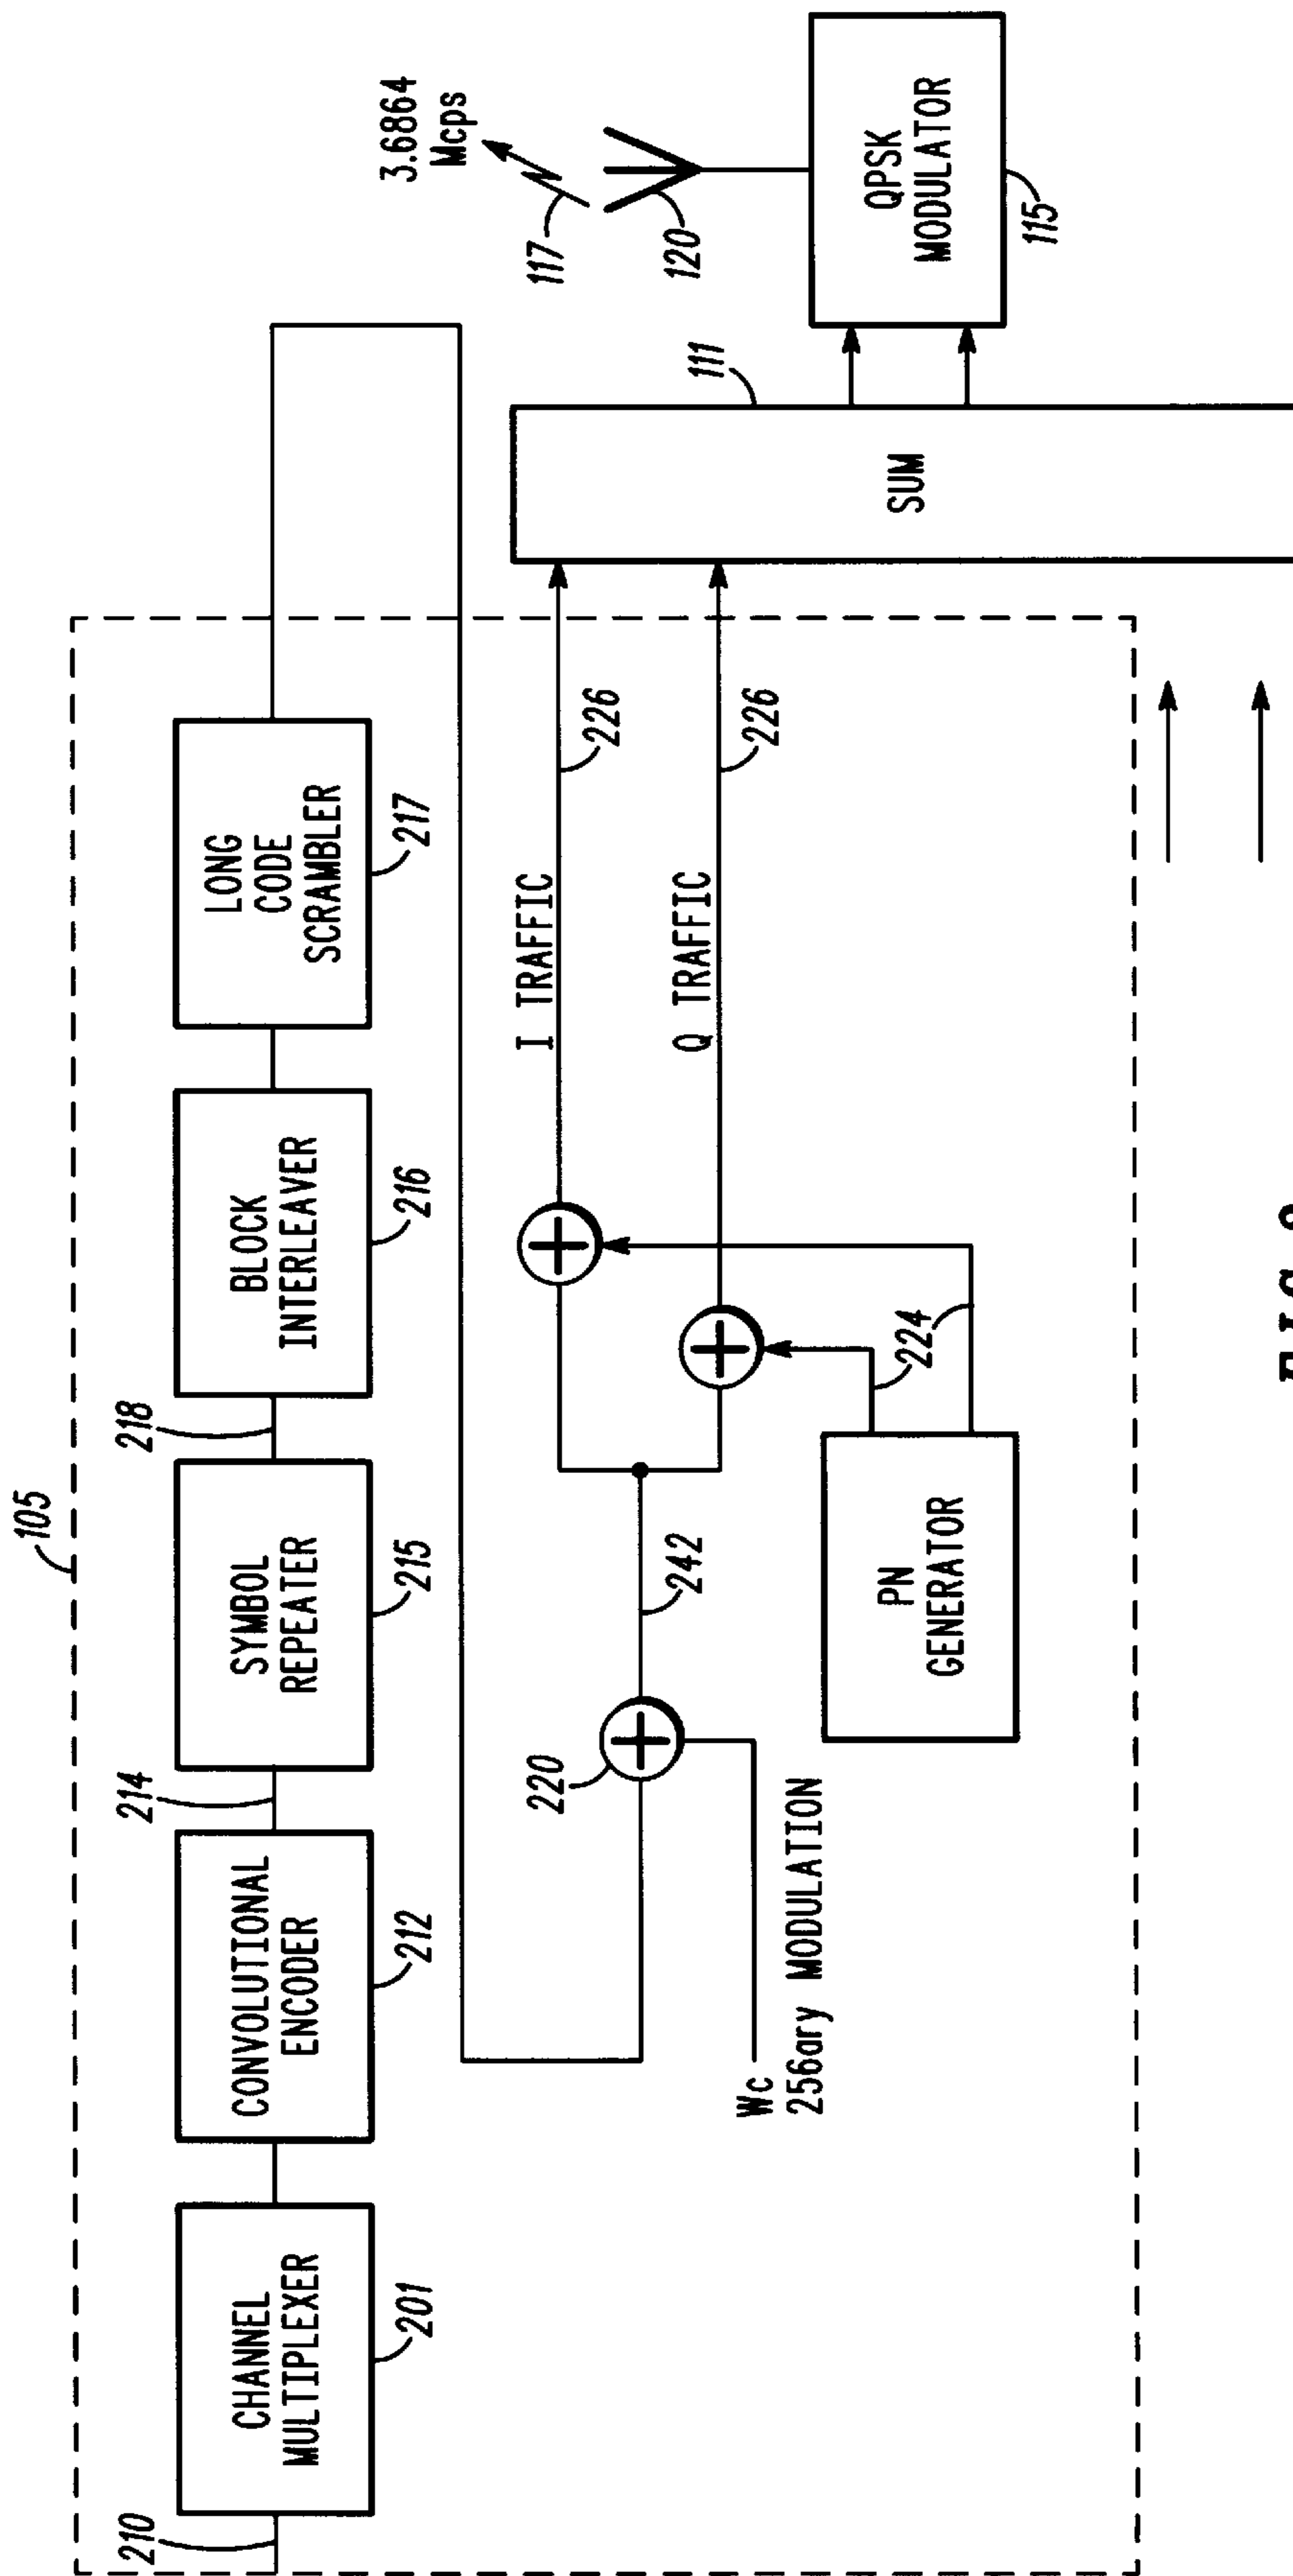 105
210
CHANNEL
MULTIPLEXER
201
CONVOLUTIONAL
ENCODER
212
214
SYMBOL
REPEATER
215
218
BLOCK
INTERLEAVER
216
LONG
CODE
SCRAMBLER
217
220
Wc
256ary MODULATION
242
PN
GENERATOR
224
I TRAFFIC
226
Q TRAFFIC
226
SUM
111
QPSK
MODULATOR
115
120
117
3.6864
Mcps